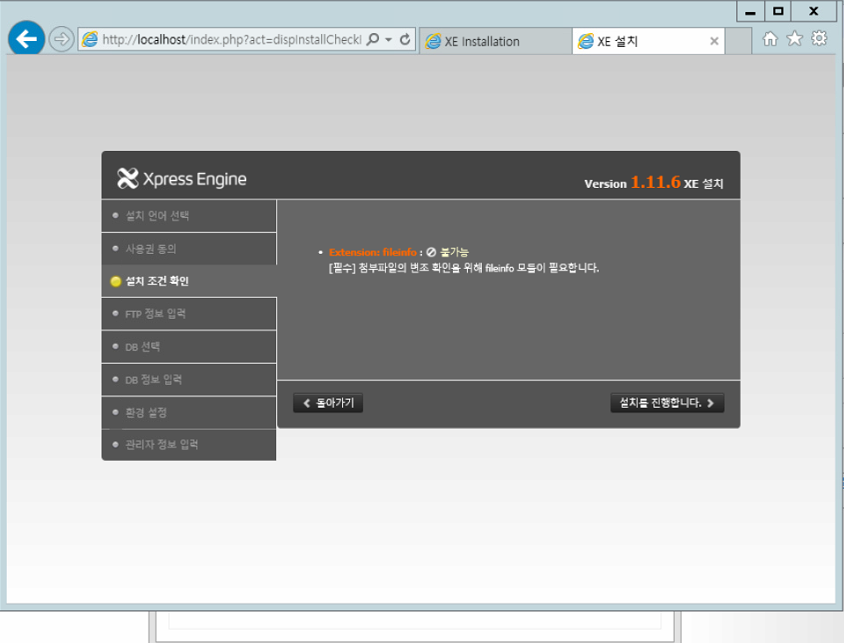 http://localhost/index.php?act=dispInstallCheckI
XE Installation
XE 설치
Xpress Engine
Version 1.11.6 XE 설치
설치 언어 선택
사용권 동의
설치 조건 확인
FTP 정보 입력
DB 선택
DB 정보 입력
환경 설정
관리자 정보 입력
Extension: fileinfo : 불가능
[필수] 첨부파일의 변조 확인을 위해 fileinfo 모듈이 필요합니다.
돌아가기
설치를 진행합니다.